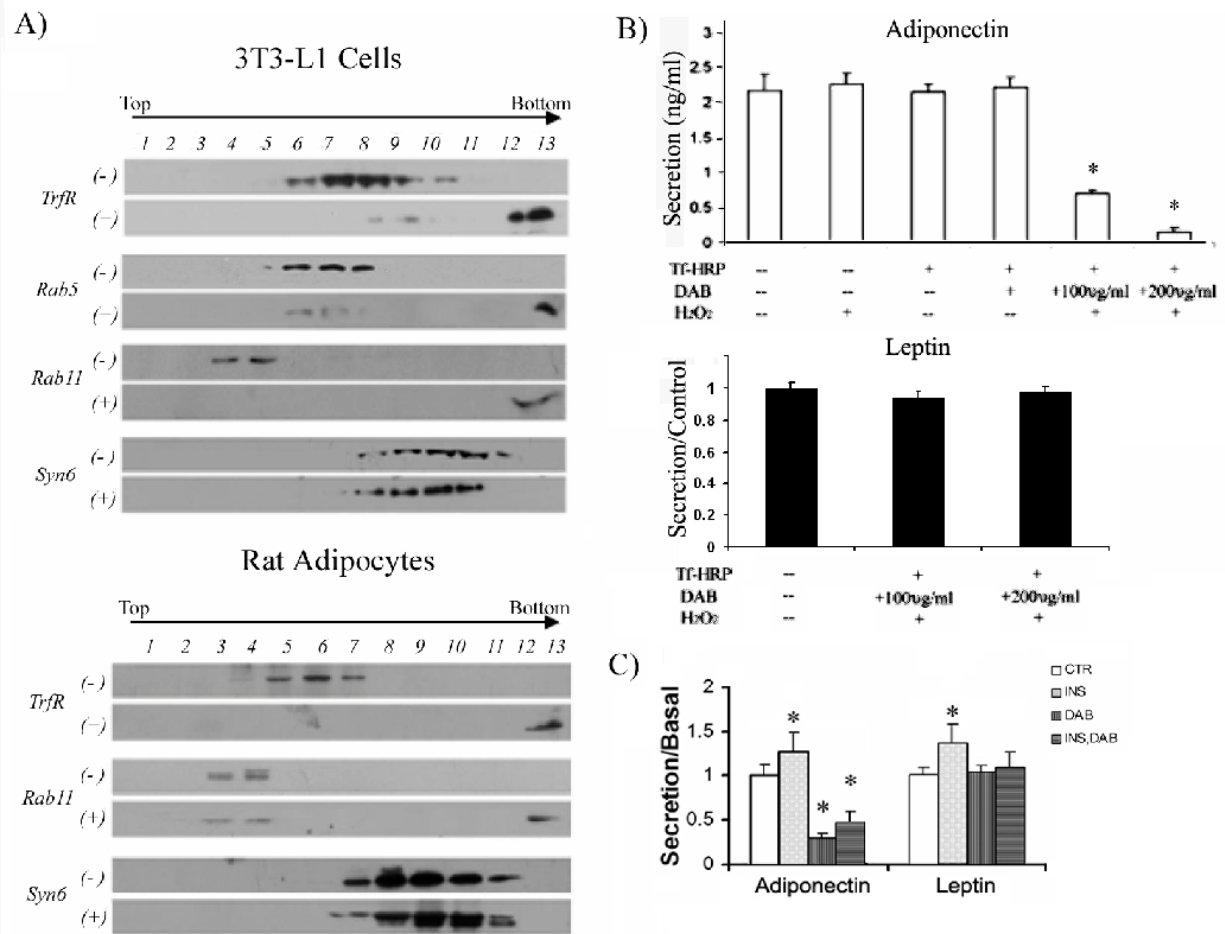 A)
3T3-L1 Cells
Top Bottom
1 2 3 4 5 6 7 8 9 10 11 12 13
TrfR (-)
(−)
Rab5 (-)
(−)
Rab11 (-)
(+)
Syn6 (-)
(+)
Rat Adipocytes
Top Bottom
1 2 3 4 5 6 7 8 9 10 11 12 13
TrfR (-)
(−)
Rab11 (-)
(+)
Syn6 (-)
(+)
B)
Adiponectin
Secretion (ng/ml)
3
2.5
2
1.5
1
0.5
0
* *
Tf-HRP -- -- + + + +
DAB -- -- -- + +100υg/ml +200υg/ml
H₂O₂ -- + -- -- + +
Leptin
Secretion/Control
1
0.8
0.6
0.4
0.2
0
Tf-HRP -- + +
DAB -- +100υg/ml +200υg/ml
H₂O₂ -- + +
C)
Secretion/Basal
2
1.5
1
0.5
0
* * * *
Adiponectin Leptin
CTR
INS
DAB
INS,DAB